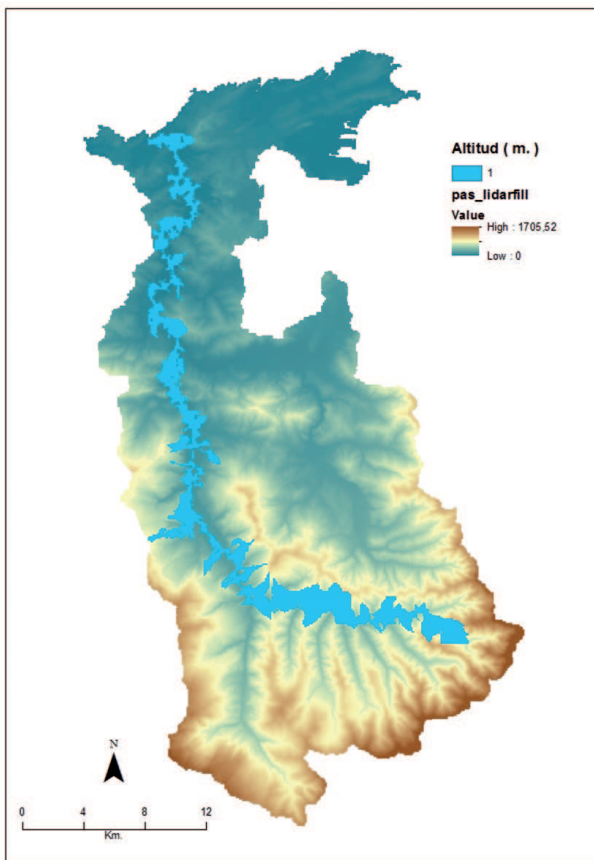 Altitud ( m. )
1
pas_lidarfill
Value
High : 1705,52
Low : 0
N
0 4 8 12
Km.